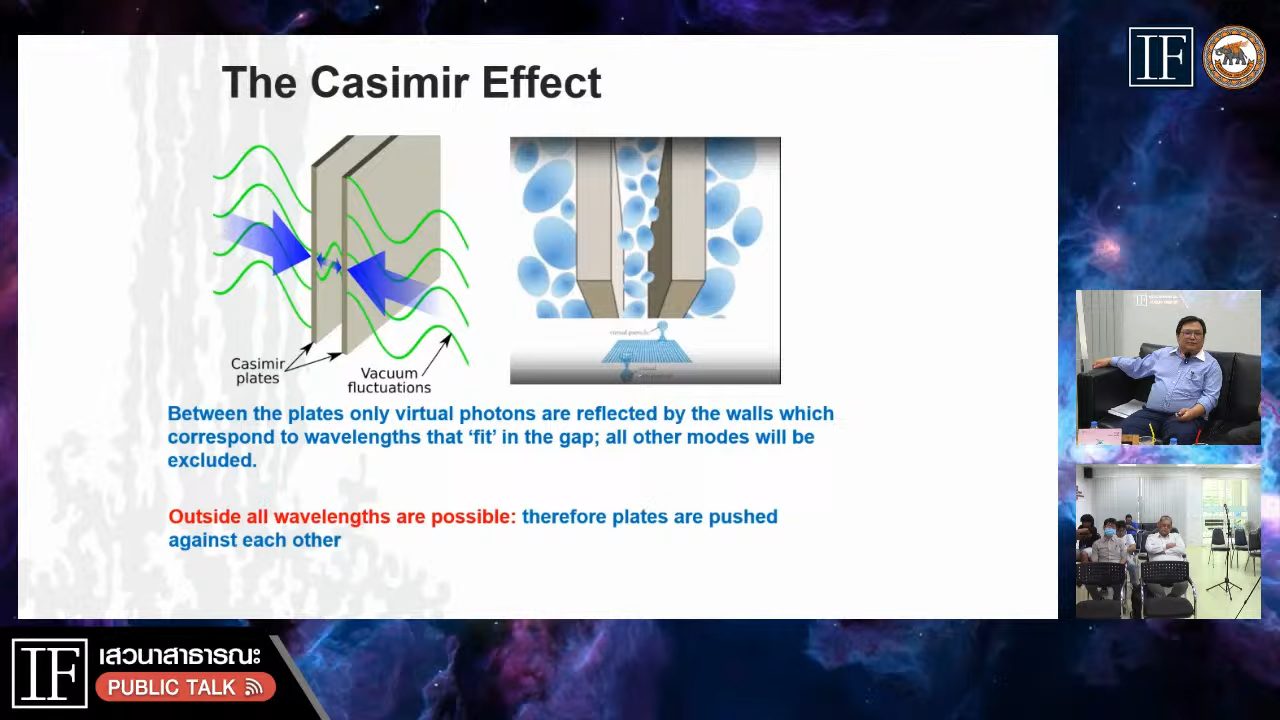 IF
The Casimir Effect
Casimir
plates
Vacuum
fluctuations
Between the plates only virtual photons are reflected by the walls which
correspond to wavelengths that ‘fit’ in the gap; all other modes will be
excluded.
Outside all wavelengths are possible: therefore plates are pushed
against each other
IF
เสวนาสาธารณะ
PUBLIC TALK